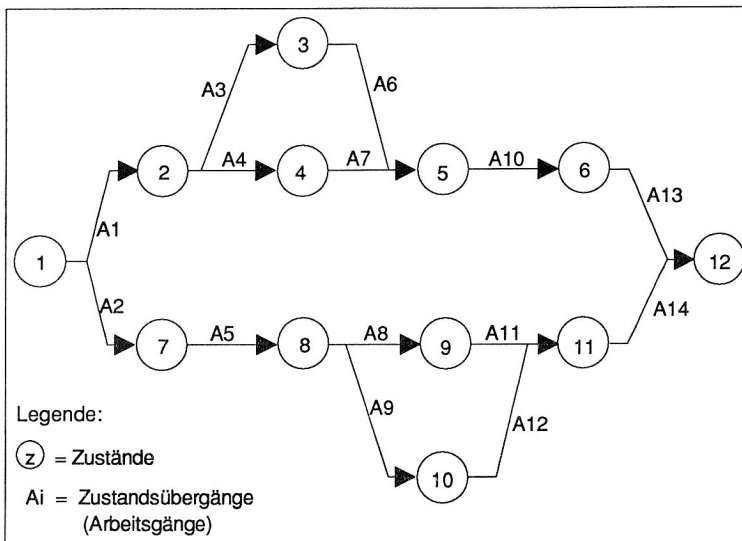 3
A3
A6
2
A4
4
A7
5
A10
6
A1
A13
1
12
A2
A14
7
A5
8
A8
9
A11
11
A9
A12
10
Legende:
z = Zustände
Ai = Zustandsübergänge
(Arbeitsgänge)